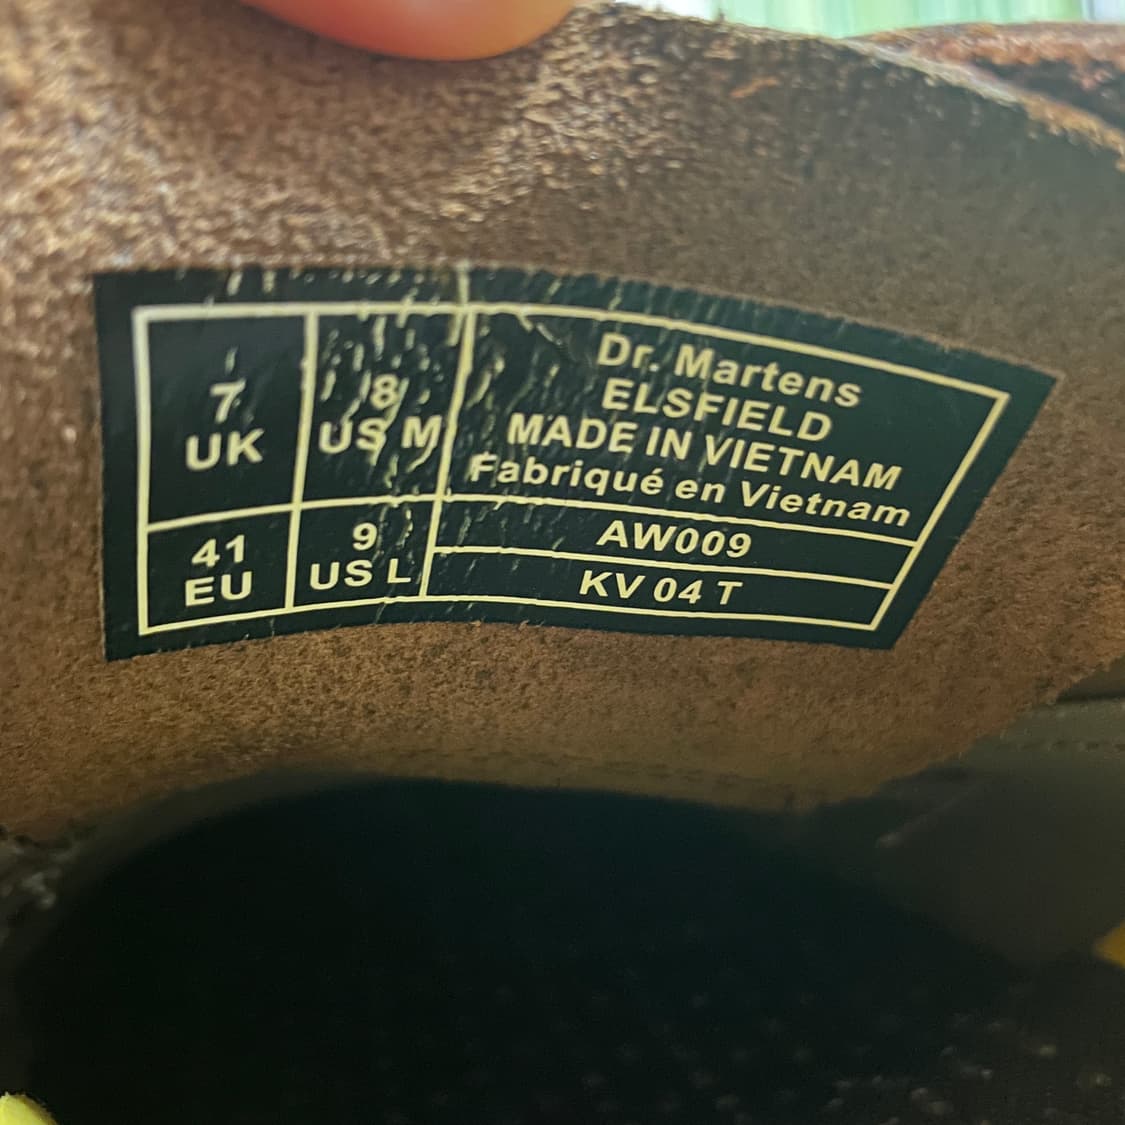 7
UK
8
US M
41
EU
9
US L
Dr. Martens
ELSFIELD
MADE IN VIETNAM
Fabriqué en Vietnam
AW009
KV 04 T